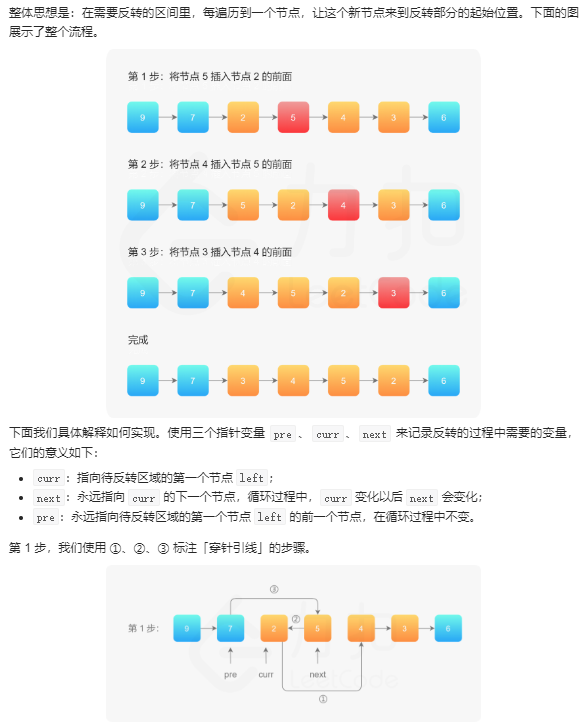 整体思想是：在需要反转的区间里，每遍历到一个节点，让这个新节点来到反转部分的起始位置。下面的图
展示了整个流程。
第 1 步：将节点 5 插入节点 2 的前面
9 7 2 5 4 3 6
第 2 步：将节点 4 插入节点 5 的前面
9 7 5 2 4 3 6
第 3 步：将节点 3 插入节点 4 的前面
9 7 4 5 2 3 6
完成
9 7 3 4 5 2 6
下面我们具体解释如何实现。使用三个指针变量 pre 、 curr 、 next 来记录反转的过程中需要的变量，
它们的意义如下：
• curr ：指向待反转区域的第一个节点 left ；
• next ：永远指向 curr 的下一个节点，循环过程中， curr 变化以后 next 会变化；
• pre ：永远指向待反转区域的第一个节点 left 的前一个节点，在循环过程中不变。
第 1 步，我们使用 ①、②、③ 标注「穿针引线」的步骤。
③
②
第 1 步： 9 7 2 5 4 3 6
pre curr next
①
力扣
LeetCode